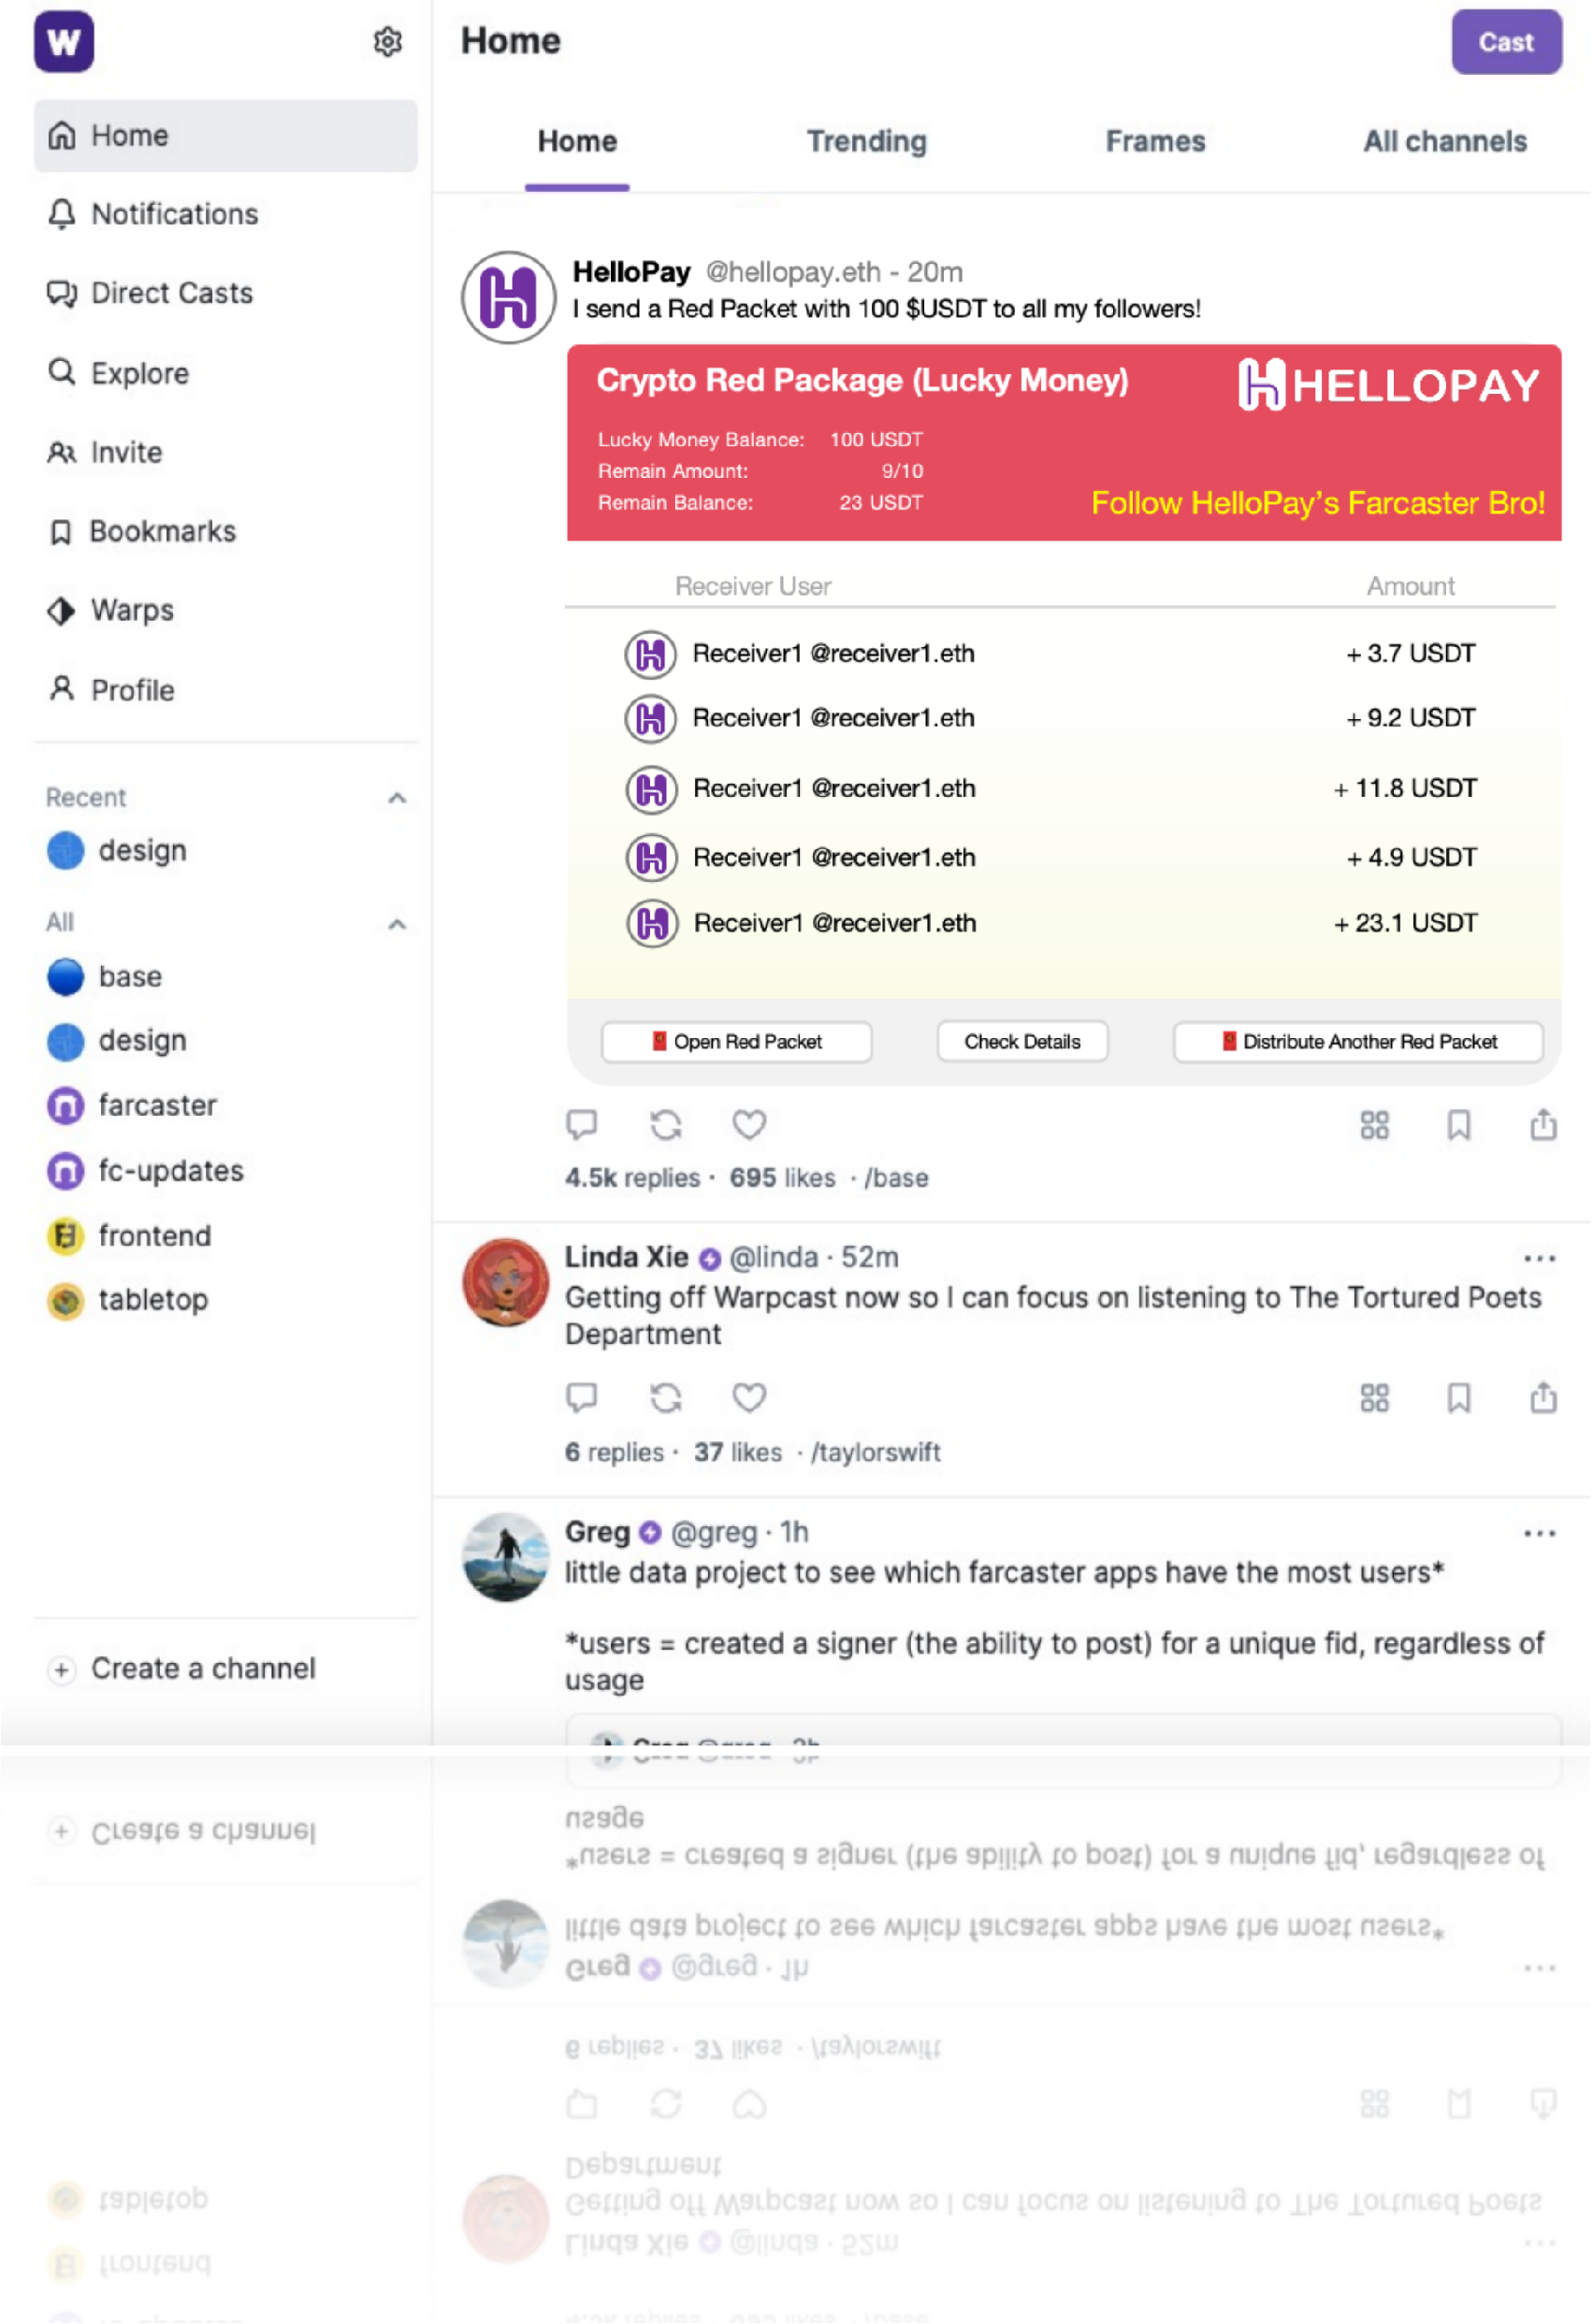 W
Home
Notifications
Direct Casts
Explore
Invite
Bookmarks
Warps
Profile
Recent
design
All
base
design
farcaster
fc-updates
frontend
tabletop
Create a channel
Home
Cast
Home Trending Frames All channels
HelloPay @hellopay.eth - 20m
I send a Red Packet with 100 $USDT to all my followers!
Crypto Red Package (Lucky Money)
HELLOPAY
Lucky Money Balance: 100 USDT
Remain Amount: 9/10
Remain Balance: 23 USDT
Follow HelloPay's Farcaster Bro!
Receiver User Amount
Receiver1 @receiver1.eth + 3.7 USDT
Receiver1 @receiver1.eth + 9.2 USDT
Receiver1 @receiver1.eth + 11.8 USDT
Receiver1 @receiver1.eth + 4.9 USDT
Receiver1 @receiver1.eth + 23.1 USDT
Open Red Packet Check Details Distribute Another Red Packet
4.5k replies · 695 likes · /base
Linda Xie @linda · 52m
Getting off Warpcast now so I can focus on listening to The Tortured Poets
Department
6 replies · 37 likes · /taylorswift
Greg @greg · 1h
little data project to see which farcaster apps have the most users*
*users = created a signer (the ability to post) for a unique fid, regardless of
usage